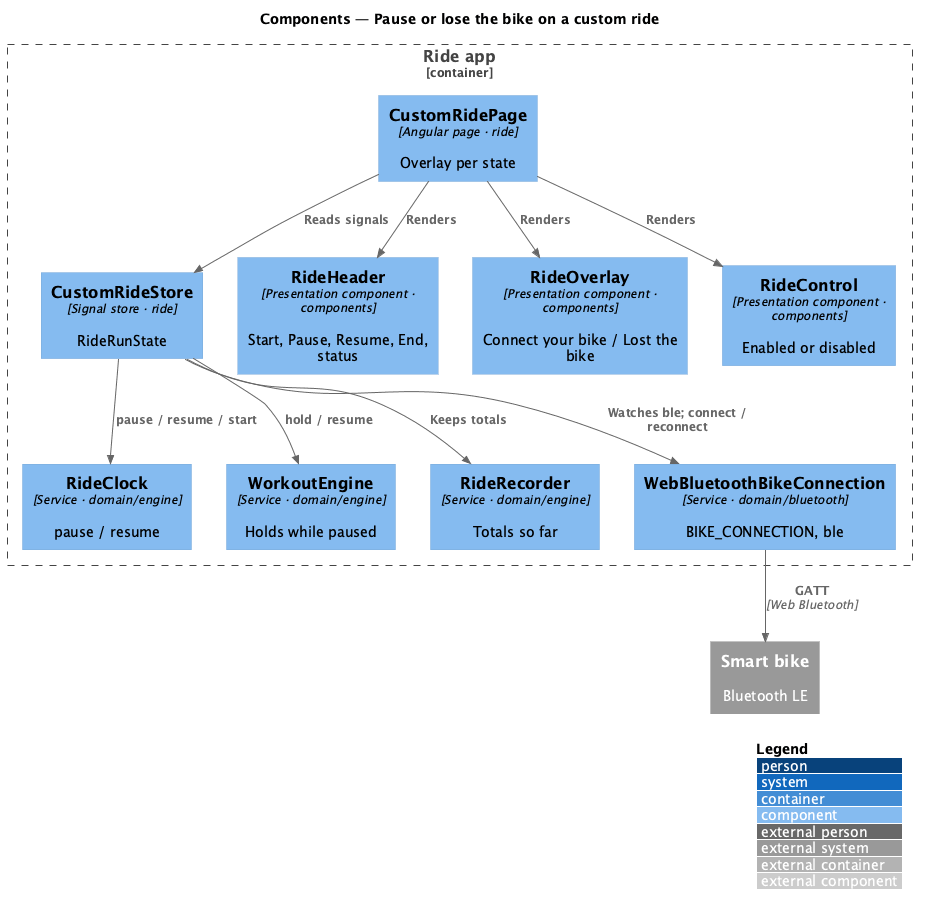 Components — Pause or lose the bike on a custom ride
Ride app
[container]
CustomRidePage
[Angular page · ride]
Overlay per state
Reads signals
Renders
Renders
Renders
CustomRideStore
[Signal store · ride]
RideRunState
RideHeader
[Presentation component ·
components]
Start, Pause, Resume, End,
status
RideOverlay
[Presentation component ·
components]
Connect your bike / Lost the
bike
RideControl
[Presentation component ·
components]
Enabled or disabled
pause / resume / start
hold / resume
Keeps totals
Watches ble; connect /
reconnect
RideClock
[Service · domain/engine]
pause / resume
WorkoutEngine
[Service · domain/engine]
Holds while paused
RideRecorder
[Service · domain/engine]
Totals so far
WebBluetoothBikeConnection
[Service · domain/bluetooth]
BIKE_CONNECTION, ble
GATT
[Web Bluetooth]
Smart bike
Bluetooth LE
Legend
person
system
container
component
external person
external system
external container
external component